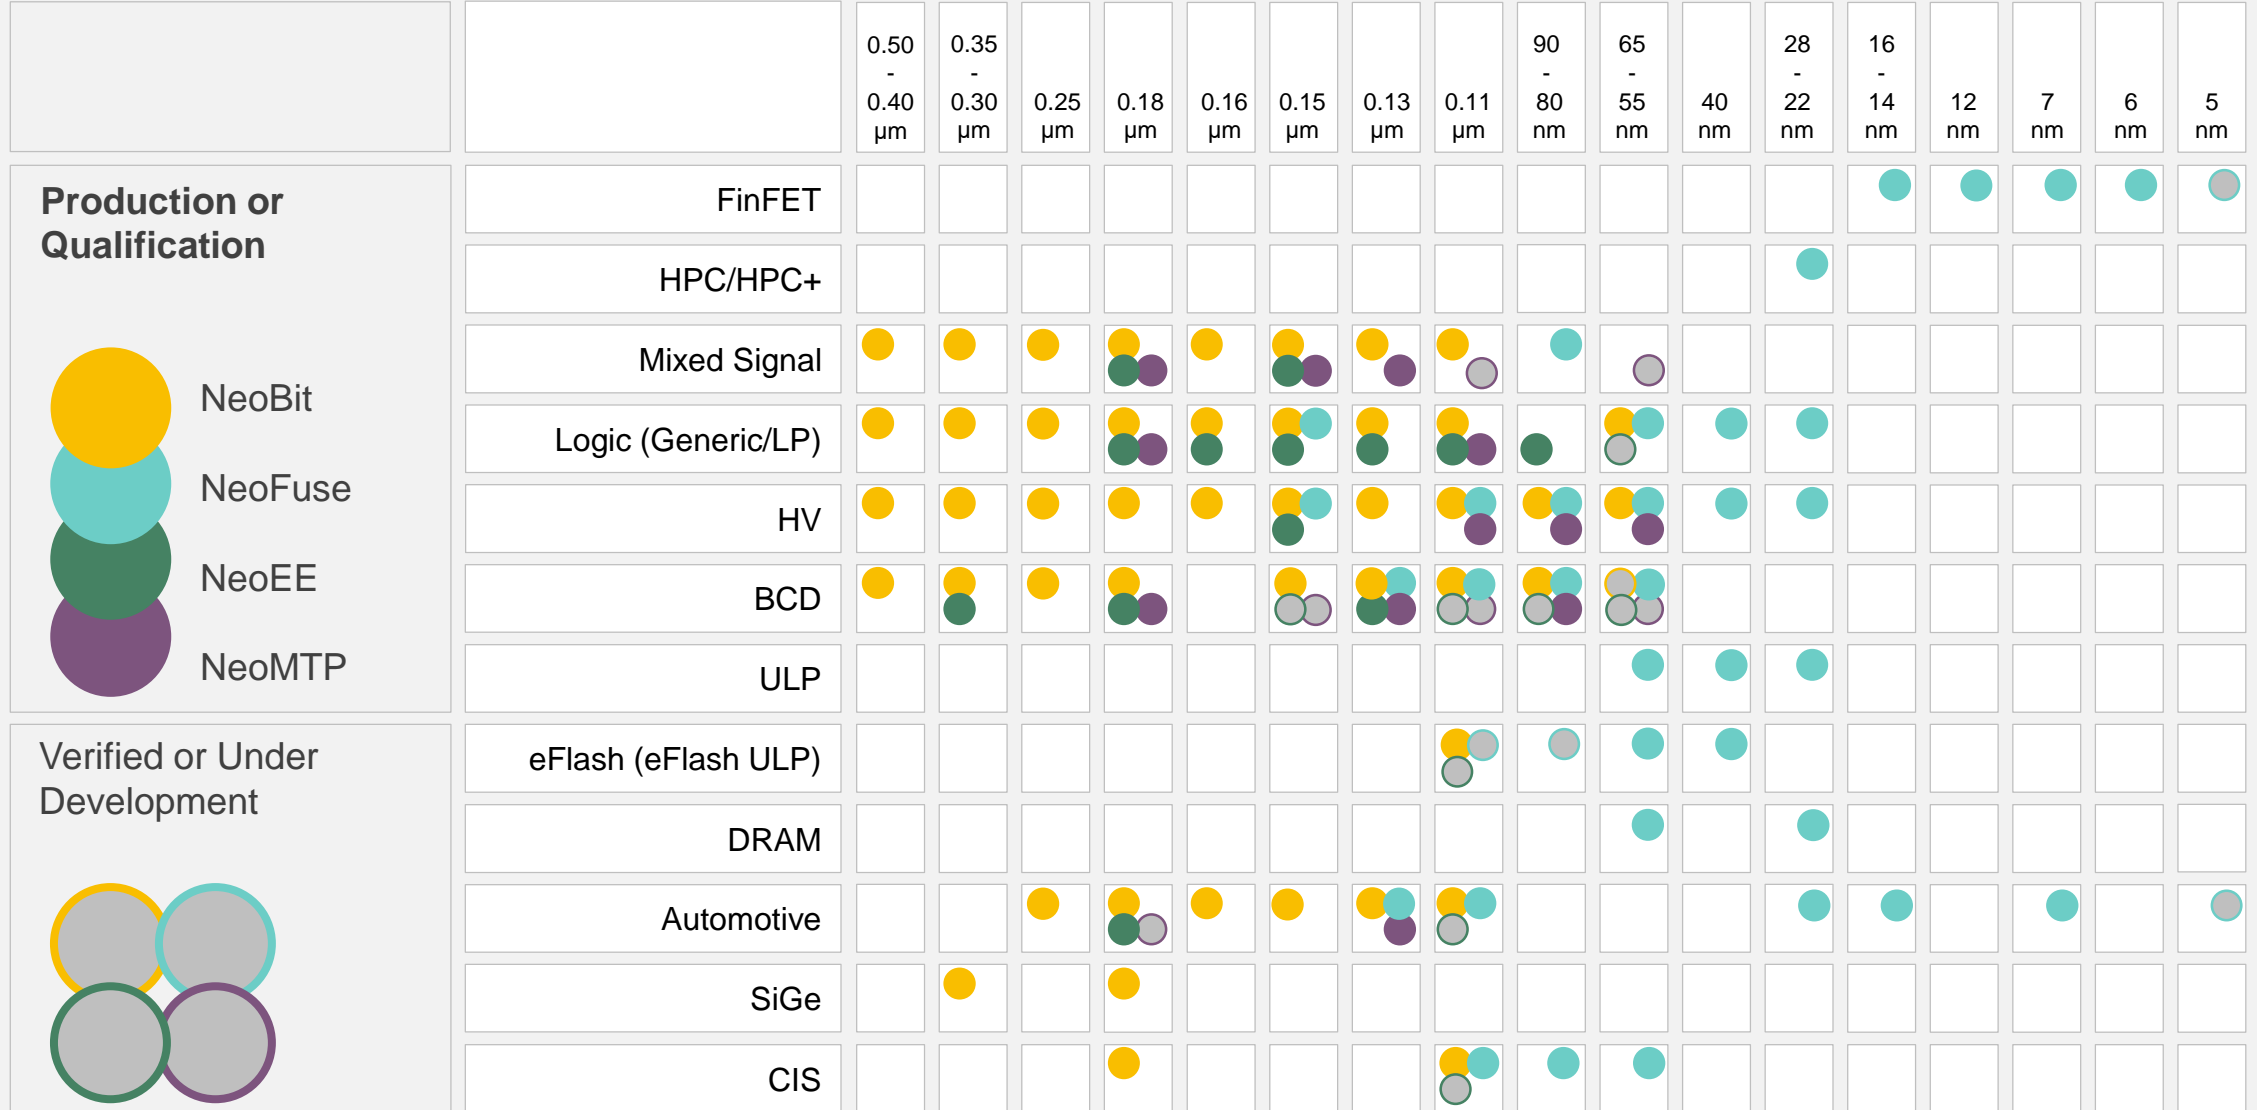 0.50
-
0.40
µm
0.35
-
0.30
µm
0.25
µm
0.18
µm
0.16
µm
0.15
µm
0.13
µm
0.11
µm
90
-
80
nm
65
-
55
nm
40
nm
28
-
22
nm
16
-
14
nm
12
nm
7
nm
6
nm
5
nm
Production or
Qualification
NeoBit
NeoFuse
NeoEE
NeoMTP
FinFET
HPC/HPC+
Mixed Signal
Logic (Generic/LP)
HV
BCD
ULP
Verified or Under
Development
eFlash (eFlash ULP)
DRAM
Automotive
SiGe
CIS